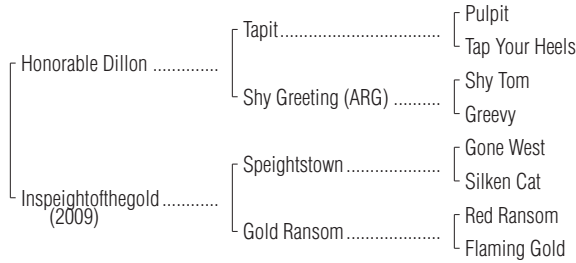 Pulpit
Tapit
Tap Your Heels
Honorable Dillon
Shy Tom
Shy Greeting (ARG)
Greevy
Gone West
Speightstown
Silken Cat
Inspeightofthegold
(2009)
Red Ransom
Gold Ransom
Flaming Gold